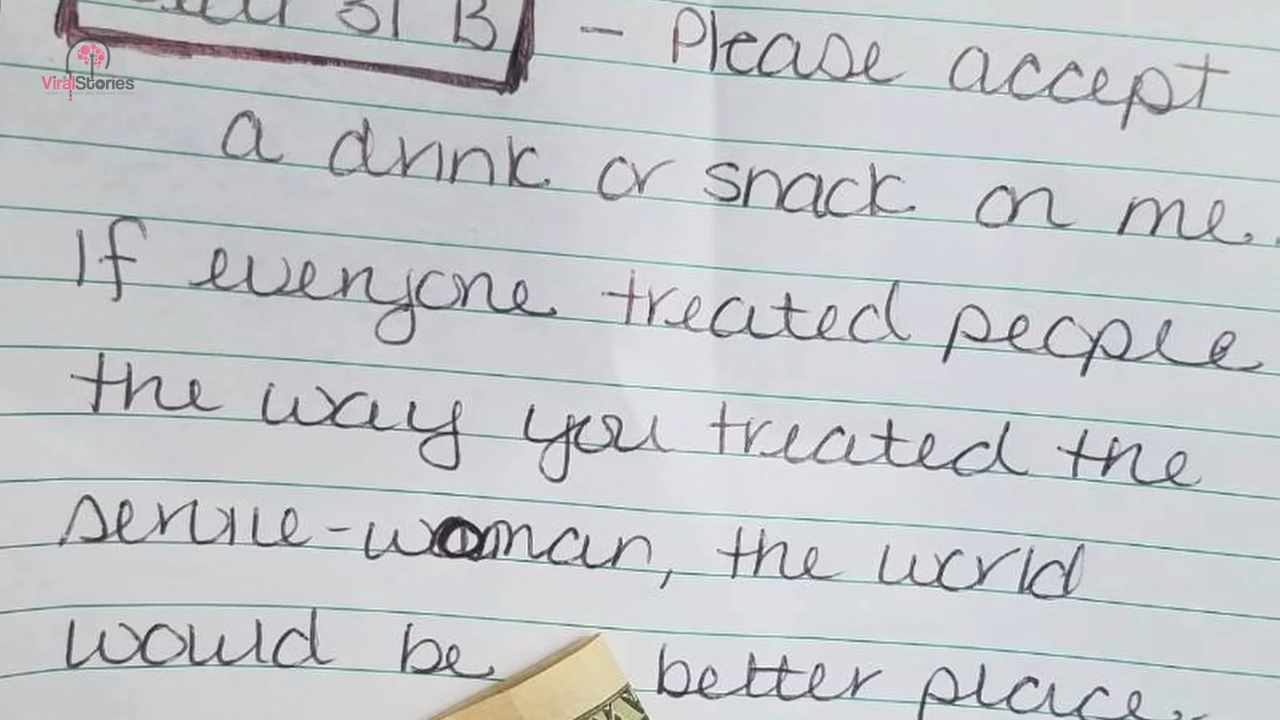 31 B - Please accept
ViralStories
a drink or snack on me.
If everyone treated people
the way you treated the
service-woman, the world
would be better place.